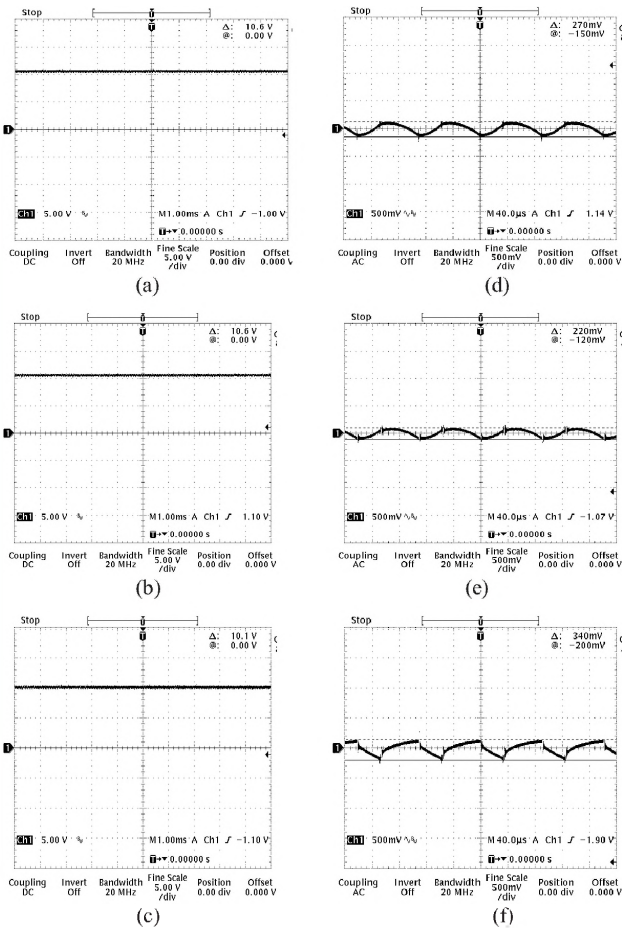 Stop
T
T
Δ: 10.6 V
@: 0.00 V
1
Ch1 5.00 V M 1.00ms A Ch1 ʃ −1.00 V
T→▼ 0.00000 s
Coupling DC Invert Off Bandwidth 20 MHz Fine Scale 5.00 V /div Position 0.00 div Offset 0.000 V
(a)
Stop
T
T
Δ: 270mV
@: −150mV
1
Ch1 500mV M 40.0µs A Ch1 ʃ 1.14 V
T→▼ 0.00000 s
Coupling AC Invert Off Bandwidth 20 MHz Fine Scale 500mV /div Position 0.00 div Offset 0.000 V
(d)
Stop
T
T
Δ: 10.6 V
@: 0.00 V
1
Ch1 5.00 V M 1.00ms A Ch1 ʃ 1.10 V
T→▼ 0.00000 s
Coupling DC Invert Off Bandwidth 20 MHz Fine Scale 5.00 V /div Position 0.00 div Offset 0.000 V
(b)
Stop
T
T
Δ: 220mV
@: −120mV
1
Ch1 500mV M 40.0µs A Ch1 ʃ −1.07 V
T→▼ 0.00000 s
Coupling AC Invert Off Bandwidth 20 MHz Fine Scale 500mV /div Position 0.00 div Offset 0.000 V
(e)
Stop
T
T
Δ: 10.1 V
@: 0.00 V
1
Ch1 5.00 V M 1.00ms A Ch1 ʃ −1.10 V
T→▼ 0.00000 s
Coupling DC Invert Off Bandwidth 20 MHz Fine Scale 5.00 V /div Position 0.00 div Offset 0.000 V
(c)
Stop
T
T
Δ: 340mV
@: −200mV
1
Ch1 500mV M 40.0µs A Ch1 ʃ −1.90 V
T→▼ 0.00000 s
Coupling AC Invert Off Bandwidth 20 MHz Fine Scale 500mV /div Position 0.00 div Offset 0.000 V
(f)